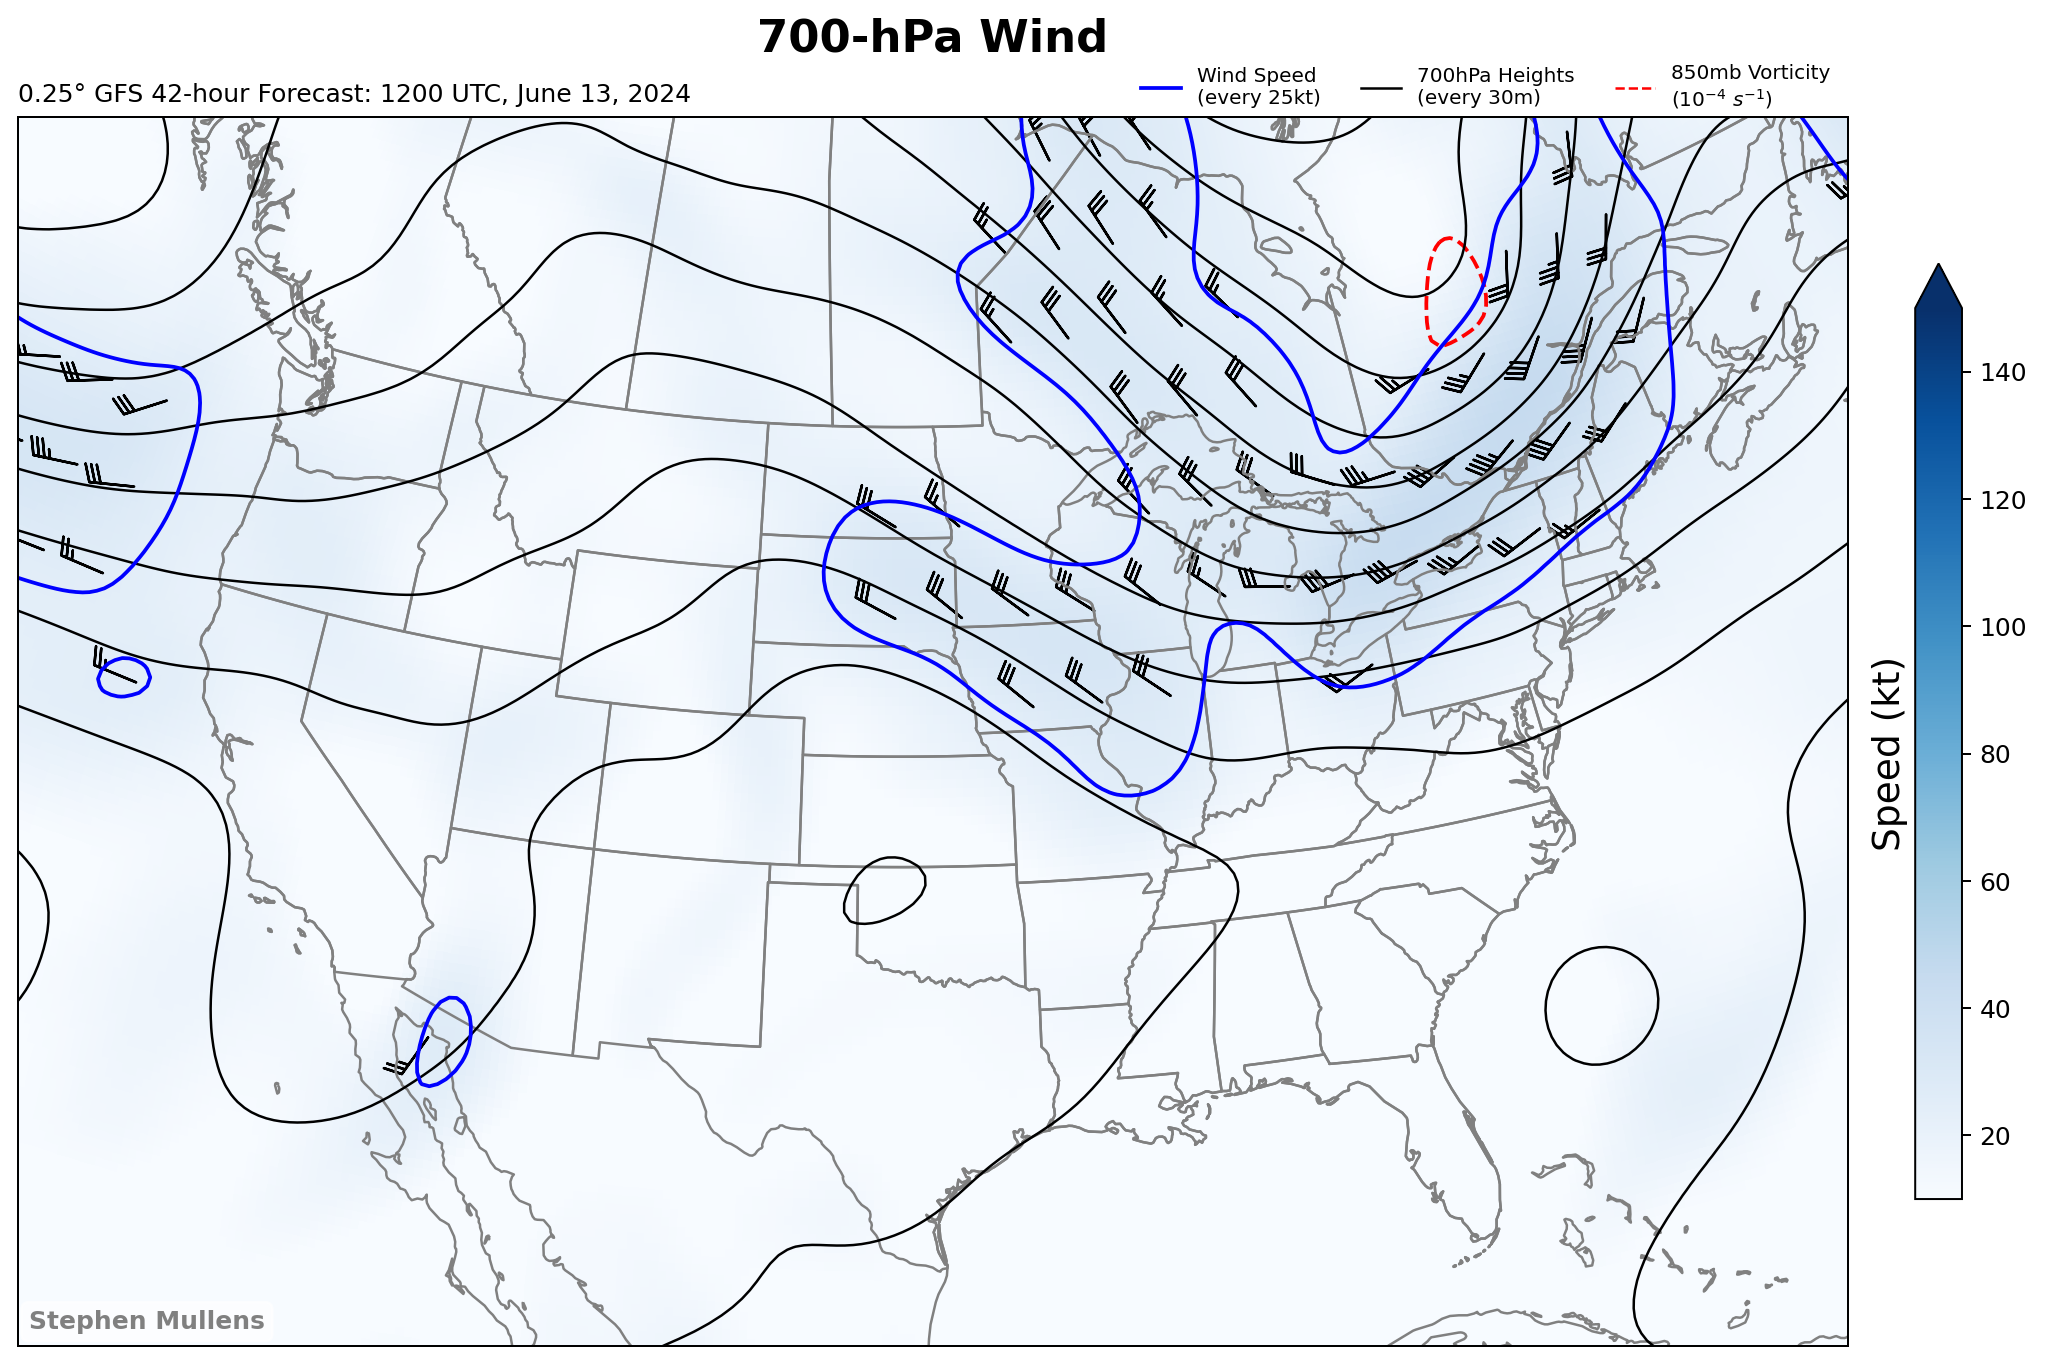 700-hPa Wind
0.25° GFS 42-hour Forecast: 1200 UTC, June 13, 2024
Wind Speed
(every 25kt)
700hPa Heights
(every 30m)
850mb Vorticity
(10⁻⁴ s⁻¹)
140
120
100
80
60
40
20
Speed (kt)
Stephen Mullens